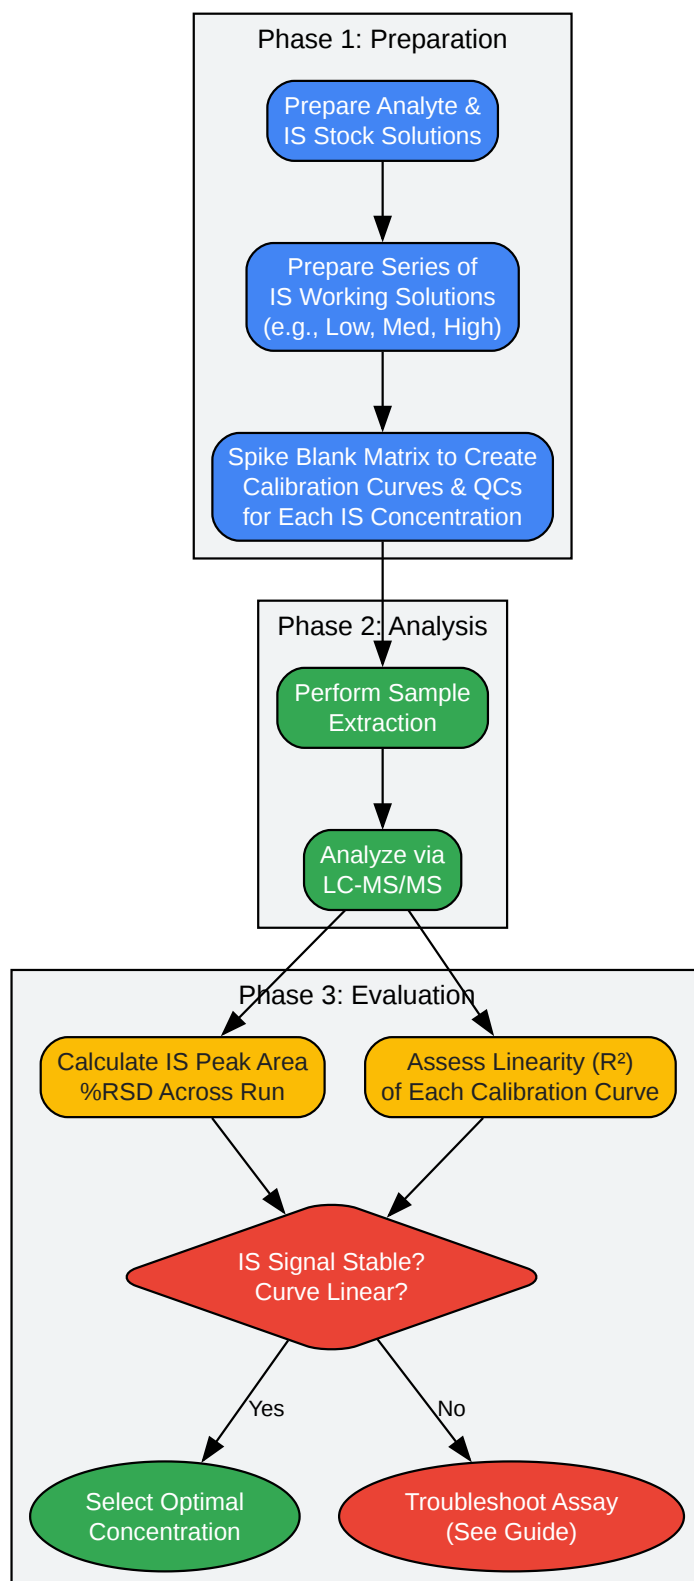 Phase 1: Preparation
Prepare Analyte &
IS Stock Solutions
Prepare Series of
IS Working Solutions
(e.g., Low, Med, High)
Spike Blank Matrix to Create
Calibration Curves & QCs
for Each IS Concentration
Phase 2: Analysis
Perform Sample
Extraction
Analyze via
LC-MS/MS
Phase 3: Evaluation
Calculate IS Peak Area
%RSD Across Run
Assess Linearity (R²)
of Each Calibration Curve
IS Signal Stable?
Curve Linear?
Yes
No
Select Optimal
Concentration
Troubleshoot Assay
(See Guide)